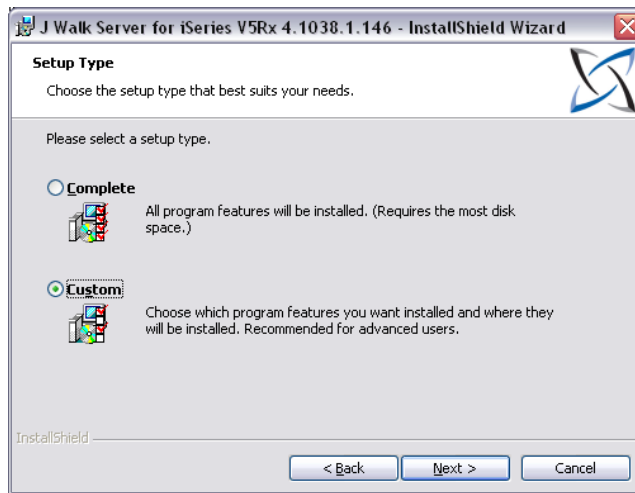 J Walk Server for iSeries V5Rx 4.1038.1.146 - InstallShield Wizard
Setup Type
Choose the setup type that best suits your needs.
Please select a setup type.
Complete
All program features will be installed. (Requires the most disk
space.)
Custom
Choose which program features you want installed and where they
will be installed. Recommended for advanced users.
InstallShield
< Back
Next >
Cancel